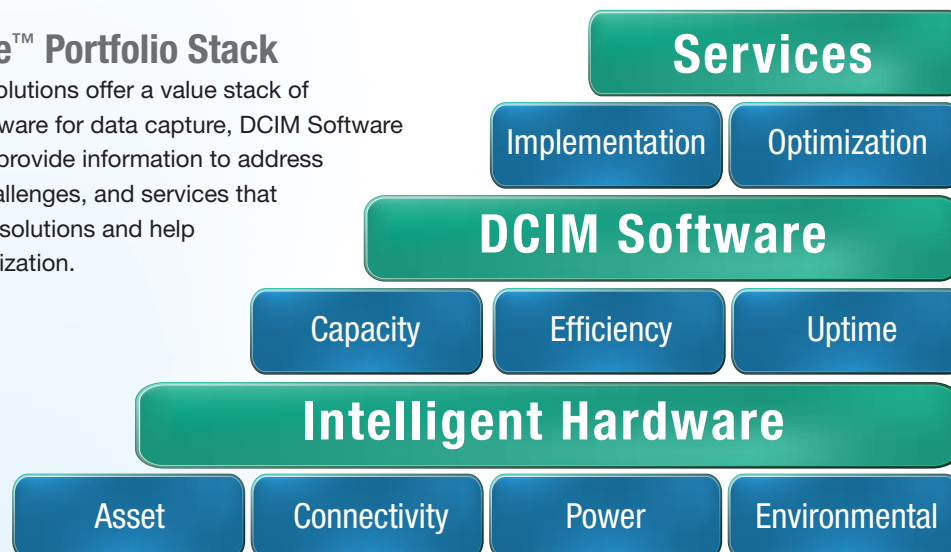 e™ Portfolio Stack
olutions offer a value stack of
ware for data capture, DCIM Software
provide information to address
allenges, and services that
solutions and help
ization.
Services
Implementation Optimization
DCIM Software
Capacity Efficiency Uptime
Intelligent Hardware
Asset Connectivity Power Environmental